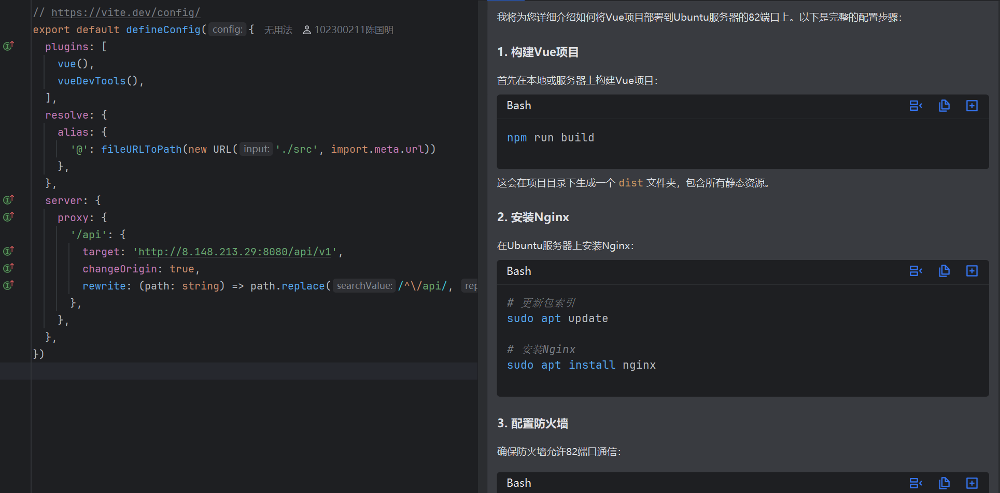 // https://vite.dev/config/
export default defineConfig( config: { 无用法 102300211陈国明
plugins: [
vue(),
vueDevTools(),
],
resolve: {
alias: {
'@': fileURLToPath(new URL( input: './src', import.meta.url))
},
},
server: {
proxy: {
'/api': {
target: 'http://8.148.213.29:8080/api/v1',
changeOrigin: true,
rewrite: (path: string) => path.replace( searchValue: /^\/api/, rep
},
},
},
})
我将为您详细介绍如何将Vue项目部署到Ubuntu服务器的82端口上。以下是完整的配置步骤：
1. 构建Vue项目
首先在本地或服务器上构建Vue项目：
Bash
npm run build
这会在项目目录下生成一个 dist 文件夹，包含所有静态资源。
2. 安装Nginx
在Ubuntu服务器上安装Nginx：
Bash
# 更新包索引
sudo apt update
# 安装Nginx
sudo apt install nginx
3. 配置防火墙
确保防火墙允许82端口通信：
Bash